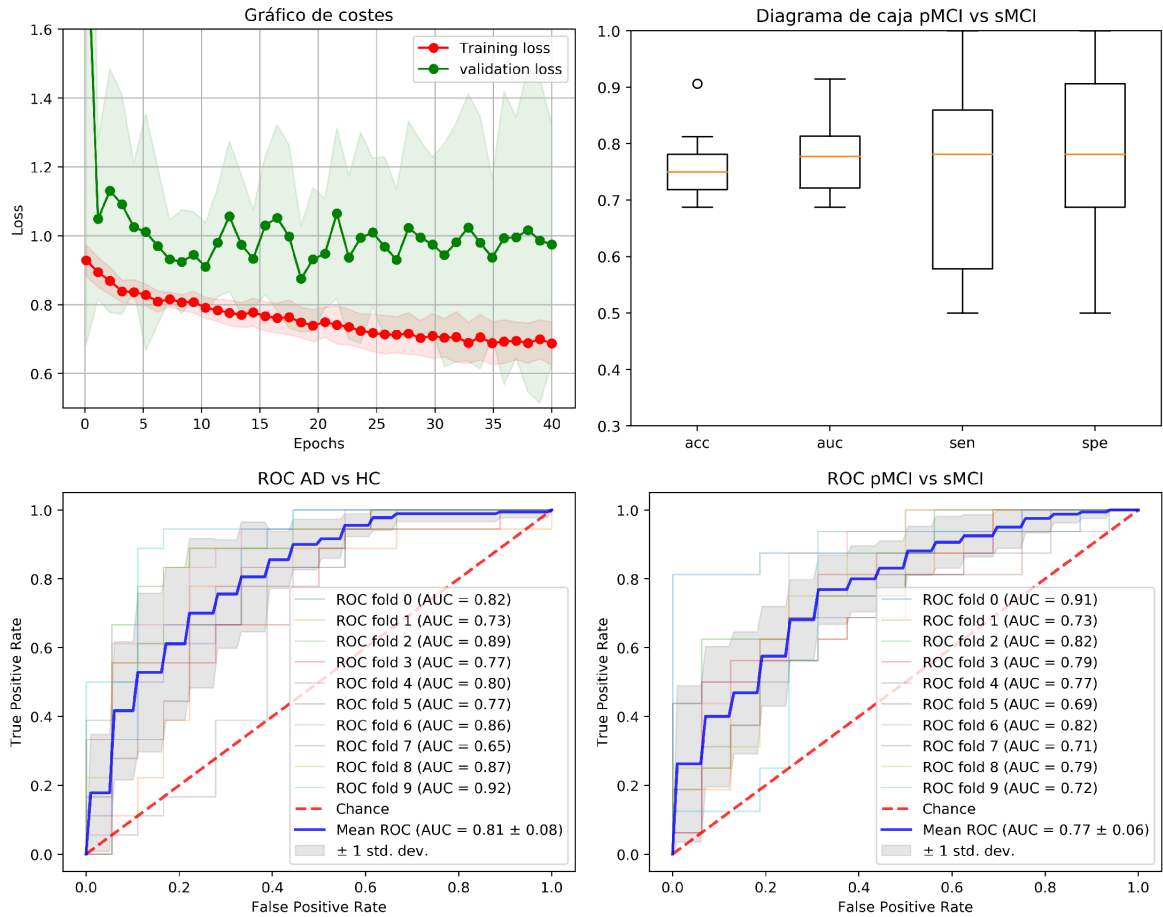 Gráfico de costes
1.6
1.4
1.2
1.0
0.8
0.6
Loss
Training loss
validation loss
0 5 10 15 20 25 30 35 40
Epochs
Diagrama de caja pMCI vs sMCI
1.0
0.9
0.8
0.7
0.6
0.5
0.4
0.3
acc auc sen spe
ROC AD vs HC
1.0
0.8
0.6
0.4
0.2
0.0
True Positive Rate
ROC fold 0 (AUC = 0.82)
ROC fold 1 (AUC = 0.73)
ROC fold 2 (AUC = 0.89)
ROC fold 3 (AUC = 0.77)
ROC fold 4 (AUC = 0.80)
ROC fold 5 (AUC = 0.77)
ROC fold 6 (AUC = 0.86)
ROC fold 7 (AUC = 0.65)
ROC fold 8 (AUC = 0.87)
ROC fold 9 (AUC = 0.92)
Chance
Mean ROC (AUC = 0.81 ± 0.08)
± 1 std. dev.
0.0 0.2 0.4 0.6 0.8 1.0
False Positive Rate
ROC pMCI vs sMCI
1.0
0.8
0.6
0.4
0.2
0.0
True Positive Rate
ROC fold 0 (AUC = 0.91)
ROC fold 1 (AUC = 0.73)
ROC fold 2 (AUC = 0.82)
ROC fold 3 (AUC = 0.79)
ROC fold 4 (AUC = 0.77)
ROC fold 5 (AUC = 0.69)
ROC fold 6 (AUC = 0.82)
ROC fold 7 (AUC = 0.71)
ROC fold 8 (AUC = 0.79)
ROC fold 9 (AUC = 0.72)
Chance
Mean ROC (AUC = 0.77 ± 0.06)
± 1 std. dev.
0.0 0.2 0.4 0.6 0.8 1.0
False Positive Rate